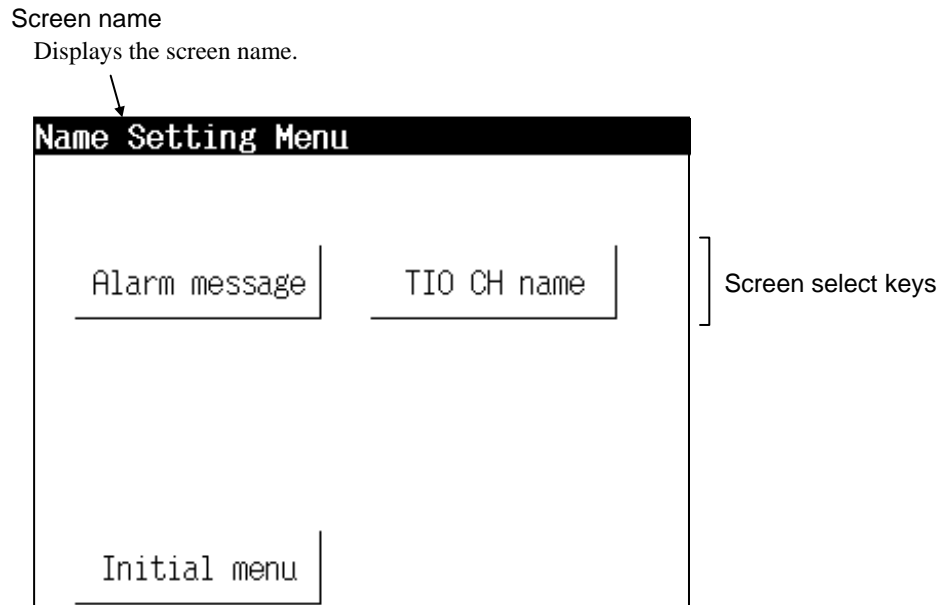 Screen name
Displays the screen name.
Name Setting Menu
Alarm message
TIO CH name
Screen select keys
Initial menu